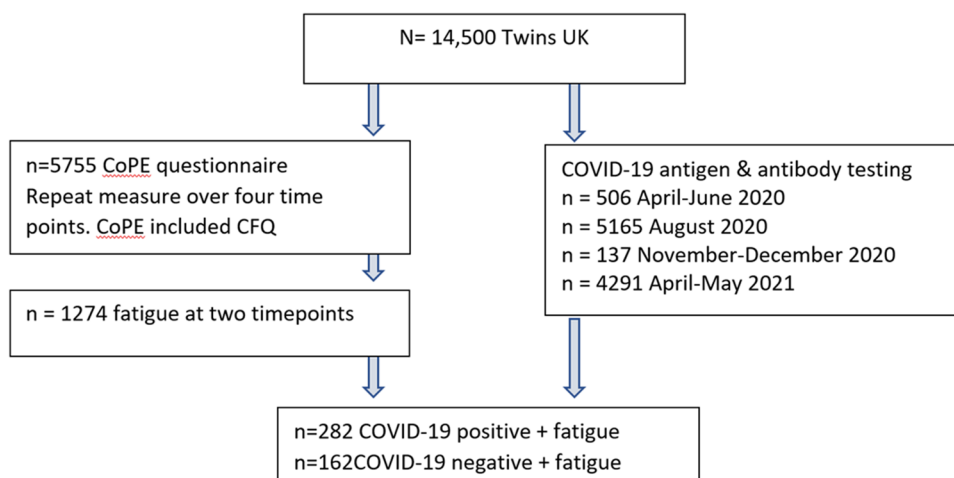 N= 14,500 Twins UK
n=5755 CoPE questionnaire
Repeat measure over four time
points. CoPE included CFQ
COVID-19 antigen & antibody testing
n = 506 April-June 2020
n = 5165 August 2020
n = 137 November-December 2020
n = 4291 April-May 2021
n = 1274 fatigue at two timepoints
n=282 COVID-19 positive + fatigue
n=162COVID-19 negative + fatigue